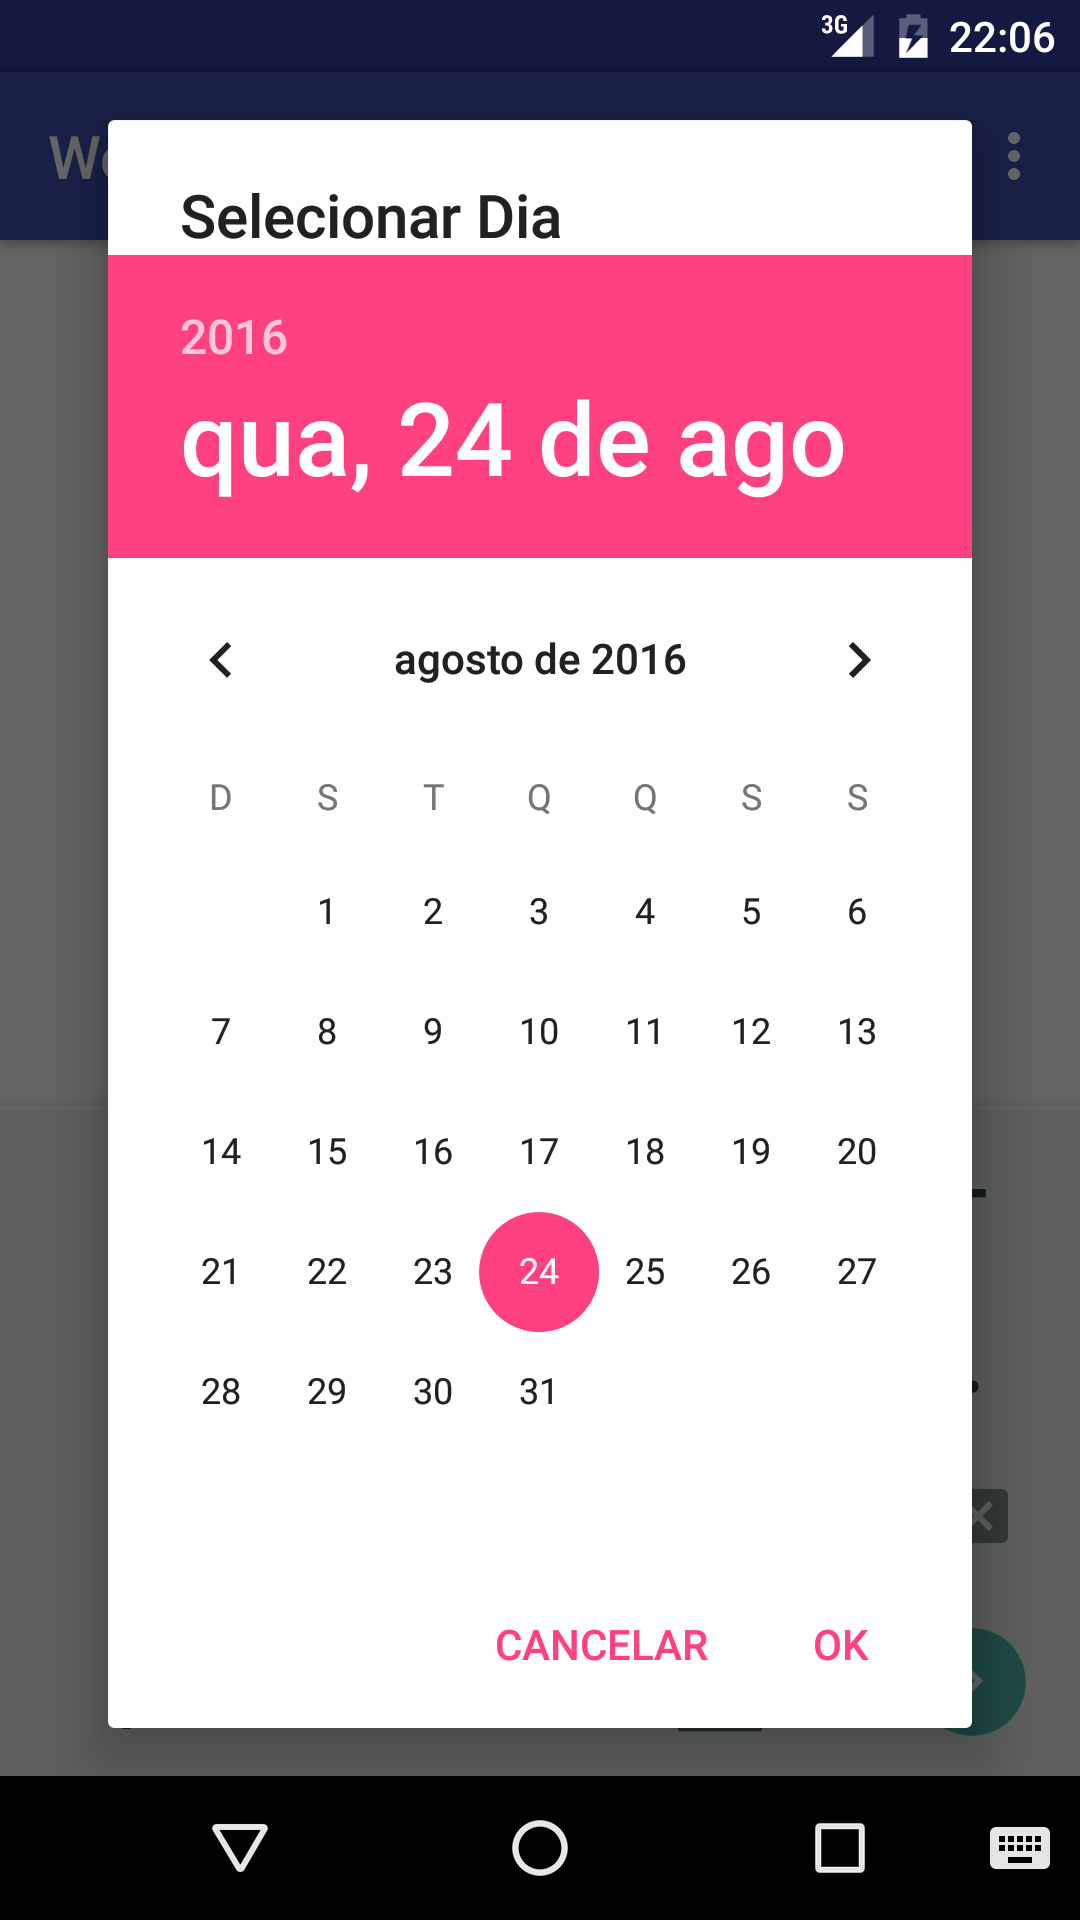 3G 22:06
Selecionar Dia
2016
qua, 24 de ago
agosto de 2016
D S T Q Q S S
1 2 3 4 5 6
7 8 9 10 11 12 13
14 15 16 17 18 19 20
21 22 23 24 25 26 27
28 29 30 31
CANCELAR OK